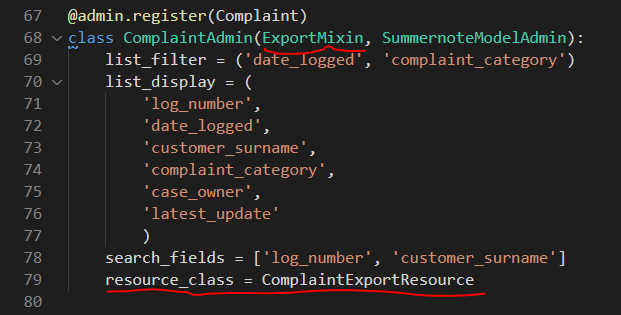 67 @admin.register(Complaint)
68 class ComplaintAdmin(ExportMixin, SummernoteModelAdmin):
69     list_filter = ('date_logged', 'complaint_category')
70     list_display = (
71         'log_number',
72         'date_logged',
73         'customer_surname',
74         'complaint_category',
75         'case_owner',
76         'latest_update'
77         )
78     search_fields = ['log_number', 'customer_surname']
79     resource_class = ComplaintExportResource
80